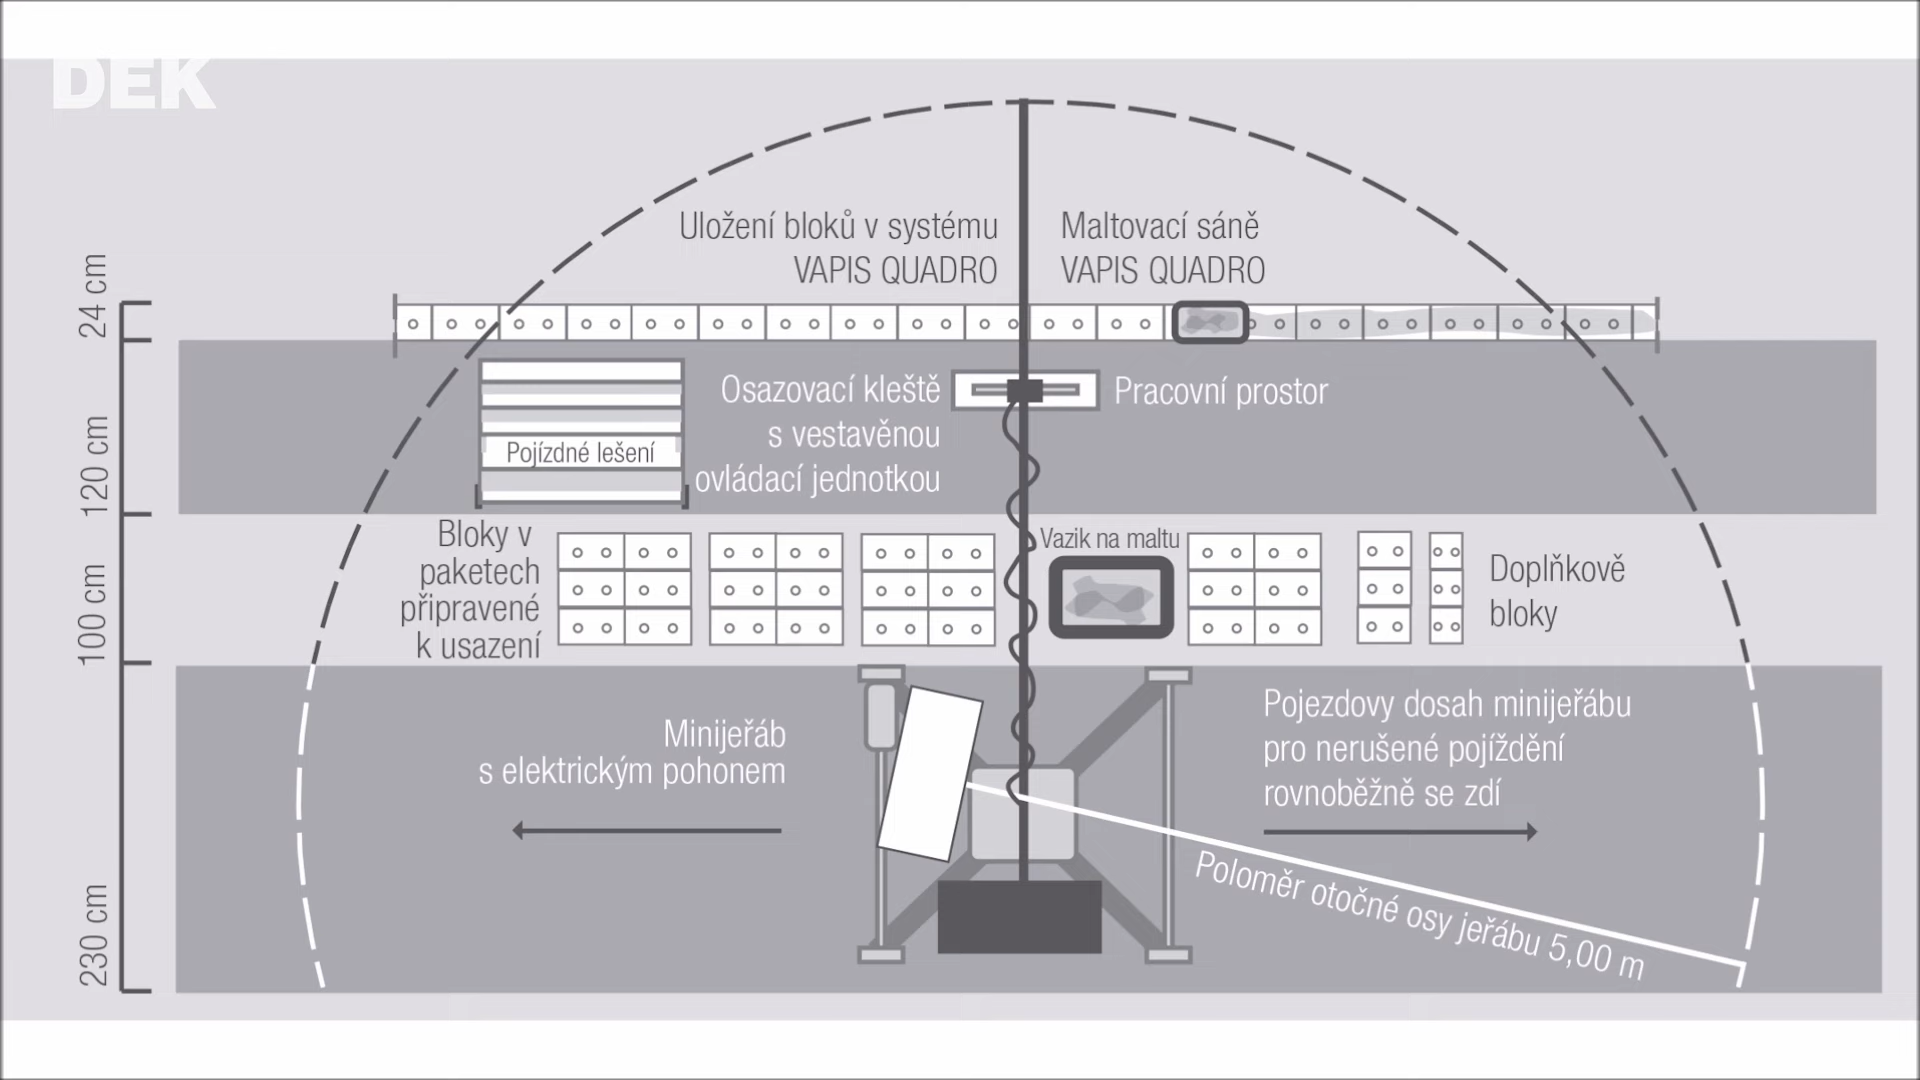 DEK
Uložení bloků v systému
VAPIS QUADRO
Maltovací sáně
VAPIS QUADRO
24 cm
Osazovací kleště
s vestavěnou
ovládací jednotkou
Pracovní prostor
Pojízdné lešení
120 cm
Bloky v
paketech
připravené
k usazení
Vazik na maltu
Doplňkově
bloky
100 cm
Minijeřáb
s elektrickým pohonem
Pojezdovy dosah minijeřábu
pro nerušené pojíždění
rovnoběžně se zdí
Poloměr otočné osy jeřábu 5,00 m
230 cm